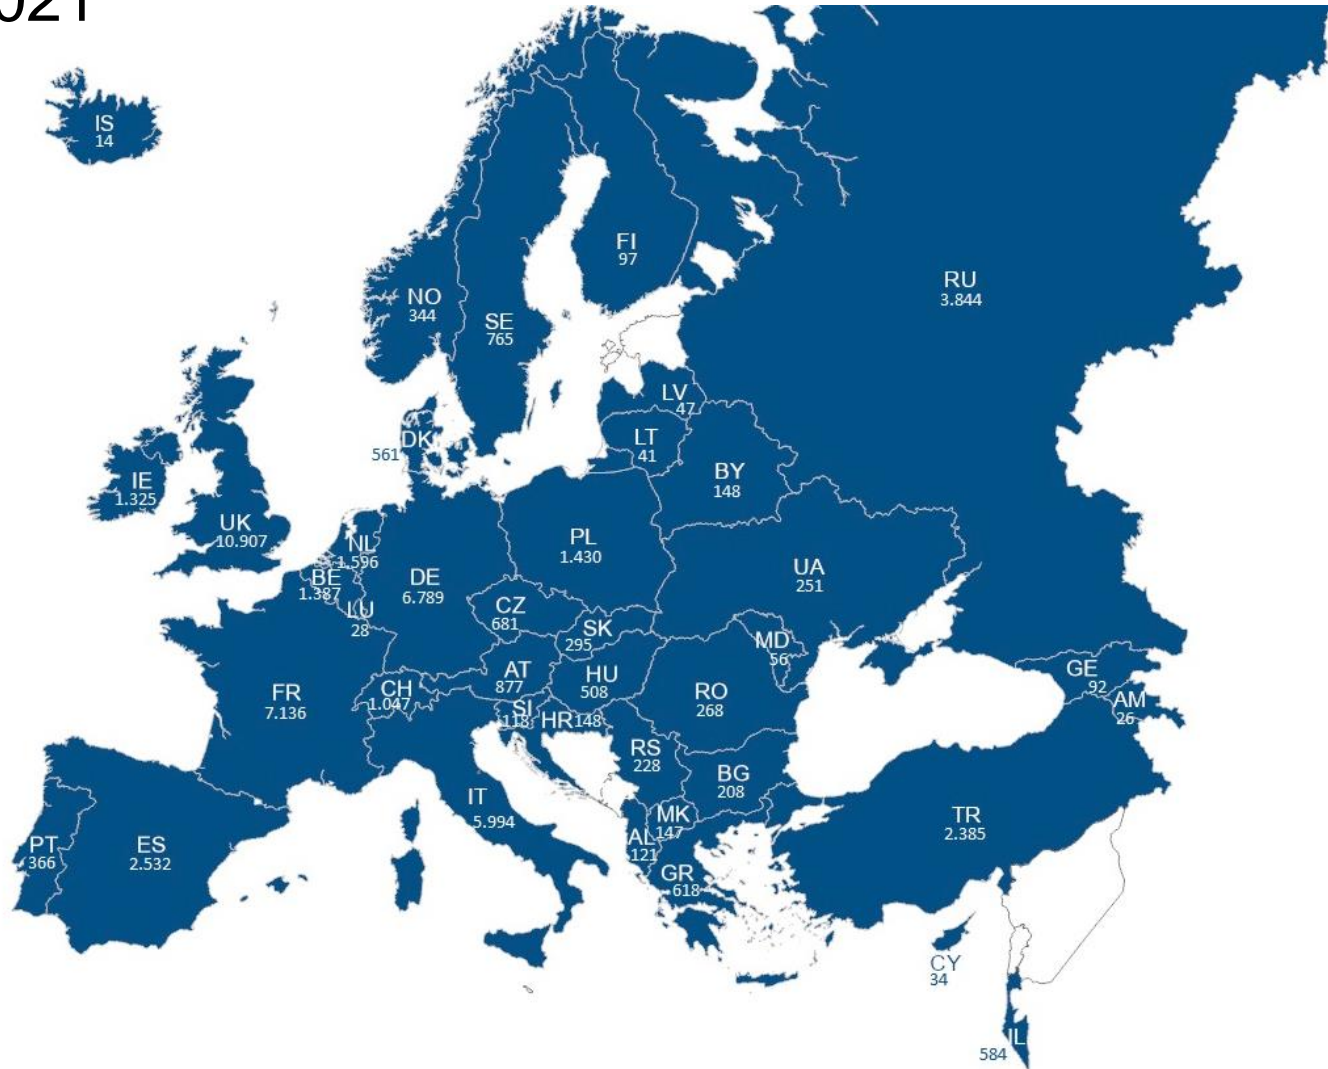 021
IS
14
FI
97
RU
3.844
NO
344
SE
765
LV
47
LT
41
DK
561
BY
148
IE
1.325
UK
10.907
NL
1.596
PL
1.430
BE
1.387
DE
6.789
UA
251
LU
28
CZ
681
SK
295
MD
56
AT
877
HU
508
GE
92
CH
1.047
FR
7.136
RO
268
AM
26
SI
118
HR 148
RS
228
BG
208
IT
5.994
MK
147
TR
2.385
PT
366
ES
2.532
AL
121
GR
618
CY
34
IL
584